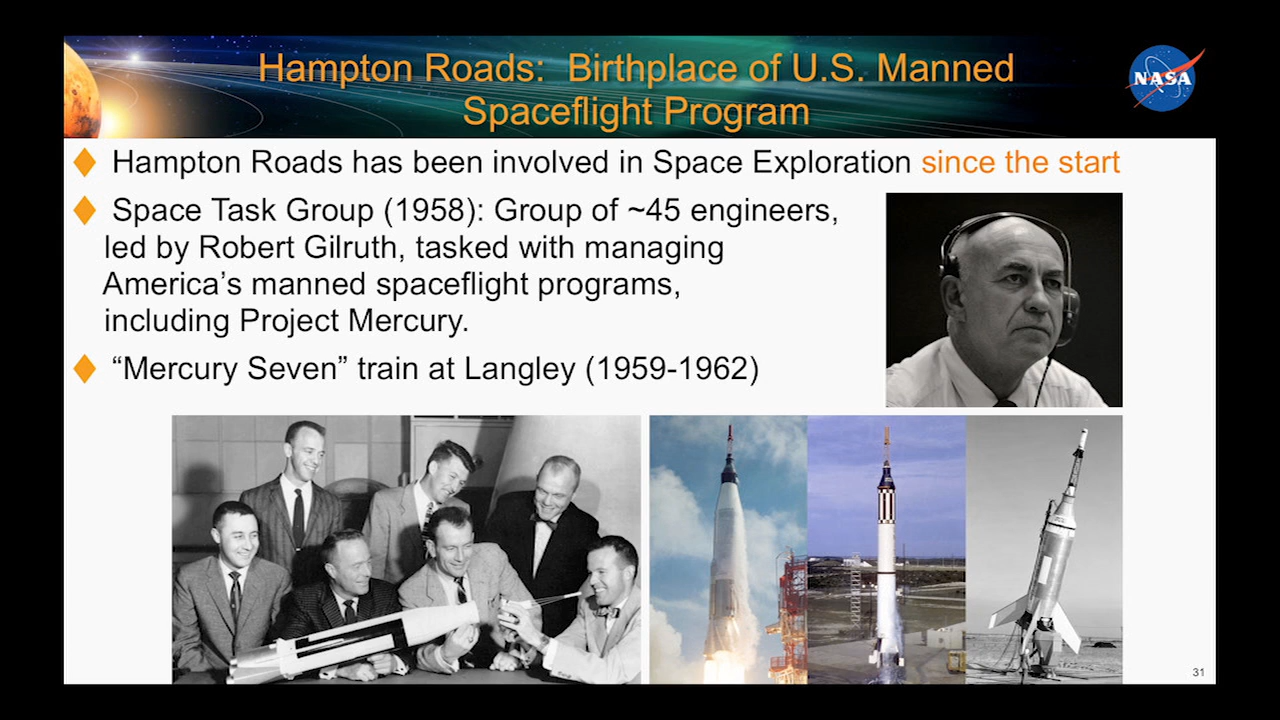 Hampton Roads: Birthplace of U.S. Manned
Spaceflight Program
NASA
Hampton Roads has been involved in Space Exploration since the start
Space Task Group (1958): Group of ~45 engineers,
led by Robert Gilruth, tasked with managing
America’s manned spaceflight programs,
including Project Mercury.
“Mercury Seven” train at Langley (1959-1962)
31